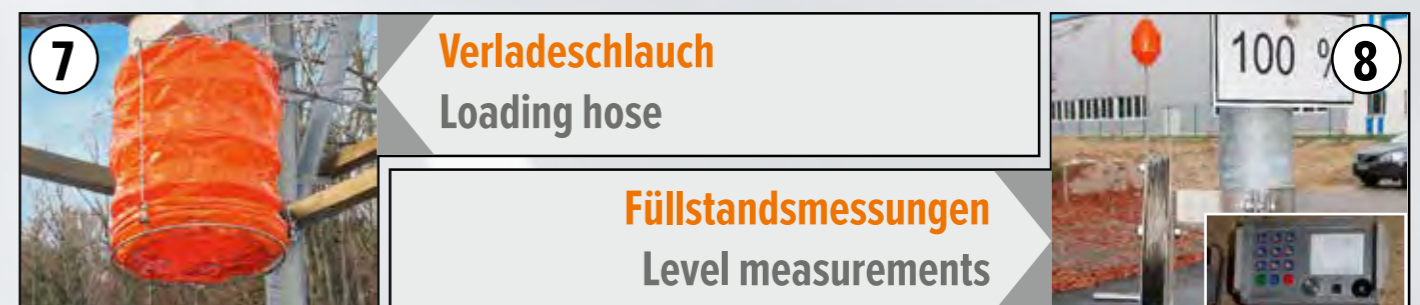 7
Verladeschlauch
Loading hose
100 %
8
Füllstandsmessungen
Level measurements